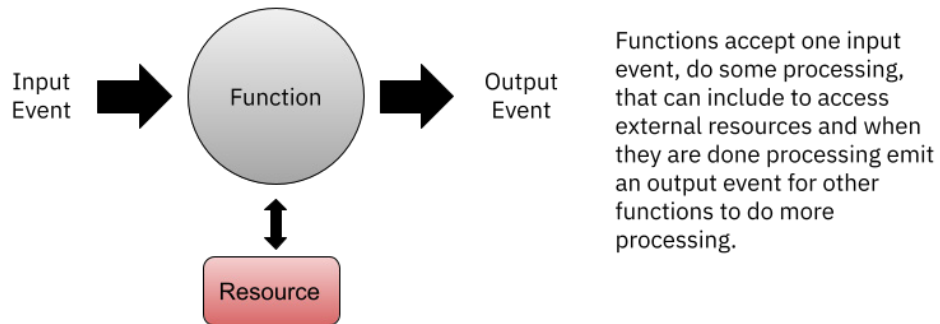 Input
Event
Function
Output
Event
Resource
Functions accept one input
event, do some processing,
that can include to access
external resources and when
they are done processing emit
an output event for other
functions to do more
processing.